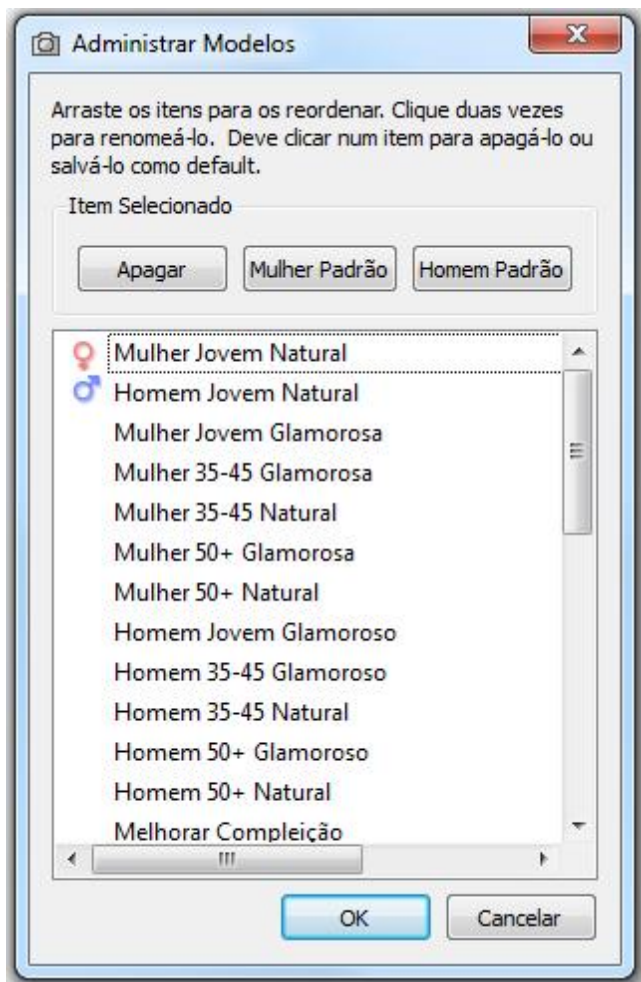 Administrar Modelos
Arraste os itens para os reordenar. Clique duas vezes
para renomeá-lo.  Deve clicar num item para apagá-lo ou
salvá-lo como default.
Item Selecionado
Apagar
Mulher Padrão
Homem Padrão
Mulher Jovem Natural
Homem Jovem Natural
Mulher Jovem Glamorosa
Mulher 35-45 Glamorosa
Mulher 35-45 Natural
Mulher 50+ Glamorosa
Mulher 50+ Natural
Homem Jovem Glamoroso
Homem 35-45 Glamoroso
Homem 35-45 Natural
Homem 50+ Glamoroso
Homem 50+ Natural
Melhorar Compleição
OK
Cancelar